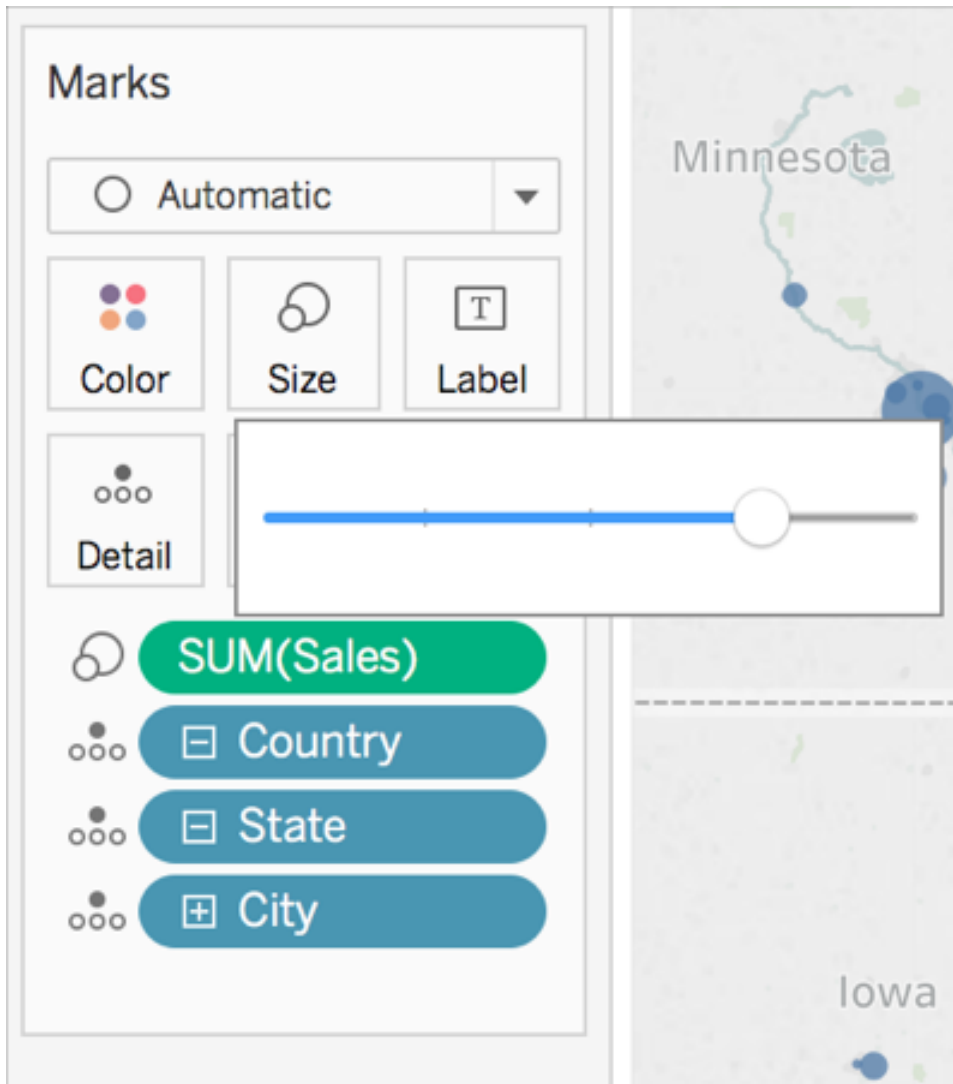 Marks
Automatic
Color
Size
T
Label
Detail
SUM(Sales)
Country
State
City
Minnesota
Iowa